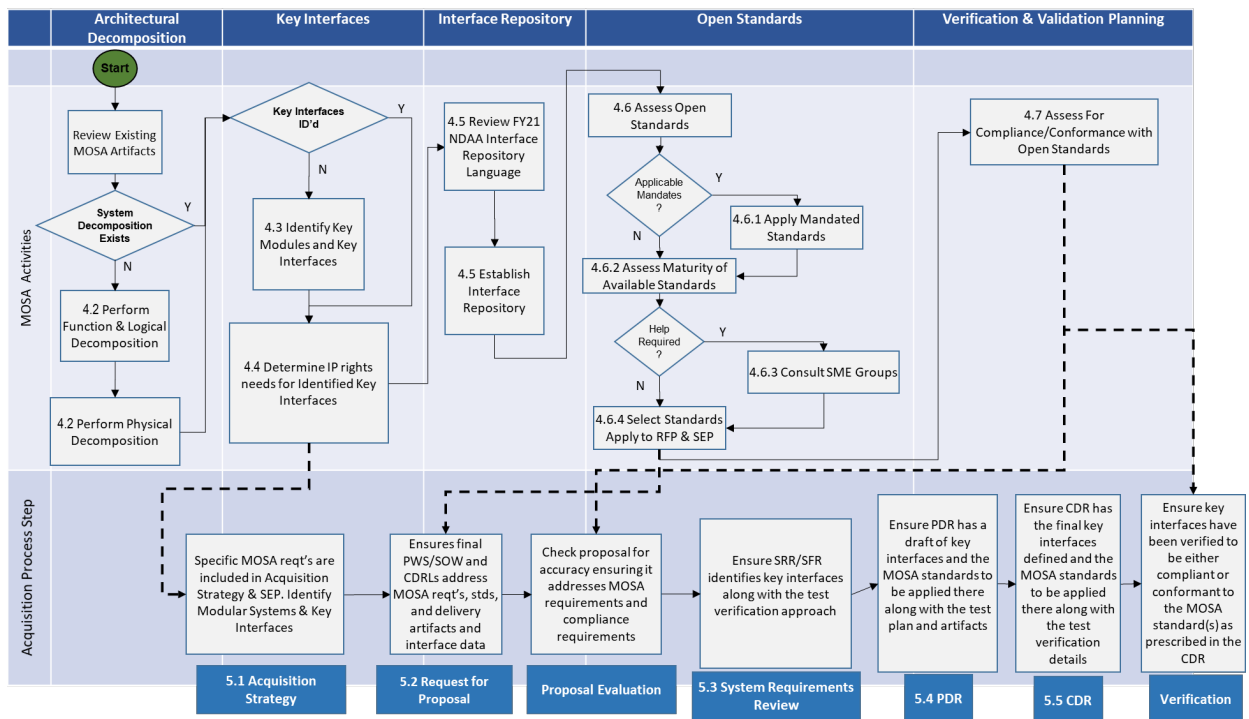 Architectural
Decomposition
Key Interfaces
Interface Repository
Open Standards
Verification & Validation Planning
MOSA Activities
Start
Review Existing
MOSA Artifacts
System
Decomposition
Exists
Y
N
4.2 Perform
Function & Logical
Decomposition
4.2 Perform Physical
Decomposition
Key Interfaces
ID'd
Y
N
4.3 Identify Key
Modules and Key
Interfaces
4.4 Determine IP rights
needs for Identified Key
Interfaces
4.5 Review FY21
NDAA Interface
Repository
Language
4.5 Establish
Interface
Repository
4.6 Assess Open
Standards
Applicable
Mandates
?
Y
N
4.6.1 Apply Mandated
Standards
4.6.2 Assess Maturity of
Available Standards
Help
Required
?
Y
N
4.6.3 Consult SME Groups
4.6.4 Select Standards
Apply to RFP & SEP
4.7 Assess For
Compliance/Conformance with
Open Standards
Acquisition Process Step
Specific MOSA reqt's are
included in Acquisition
Strategy & SEP. Identify
Modular Systems & Key
Interfaces
5.1 Acquisition
Strategy
Ensures final
PWS/SOW and
CDRLs address
MOSA reqt's, stds,
and delivery
artifacts and
interface data
5.2 Request for
Proposal
Check proposal for
accuracy ensuring it
addresses MOSA
requirements and
compliance
requirements
Proposal Evaluation
Ensure SRR/SFR
identifies key interfaces
along with the test
verification approach
5.3 System Requirements
Review
Ensure PDR has a
draft of key
interfaces and the
MOSA standards to
be applied there
along with the test
plan and artifacts
5.4 PDR
Ensure CDR has
the final key
interfaces
defined and the
MOSA standards
to be applied
there along with
the test
verification
details
5.5 CDR
Ensure key
interfaces have
been verified to
be either
compliant or
conformant to
the MOSA
standard(s) as
prescribed in the
CDR
Verification